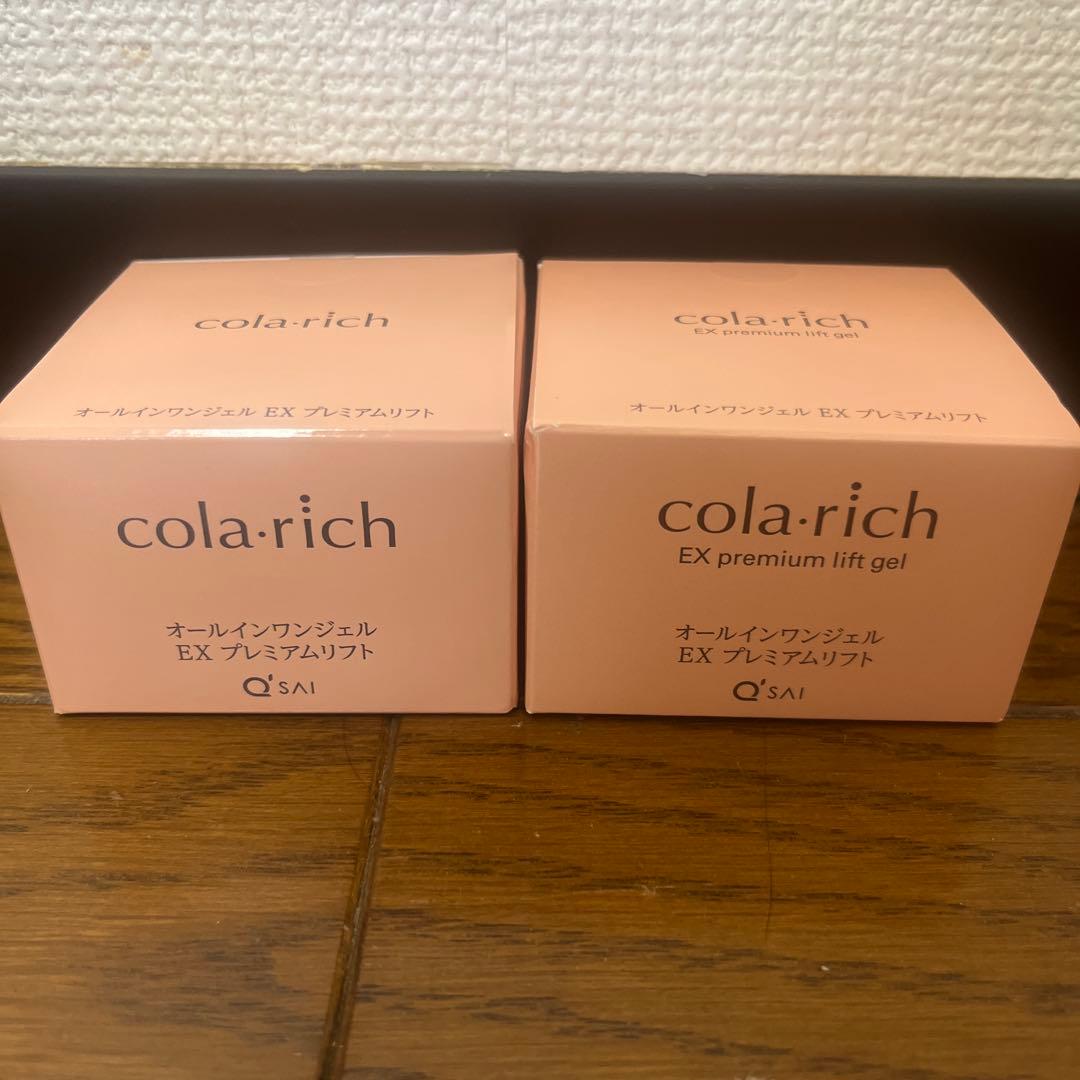 cola·rich
オールインワンジェル EX プレミアムリフト
cola·rich
オールインワンジェル
EX プレミアムリフト
Q'SAI
cola·rich
EX premium lift gel
オールインワンジェル EX プレミアムリフト
cola·rich
EX premium lift gel
オールインワンジェル
EX プレミアムリフト
Q'SAI